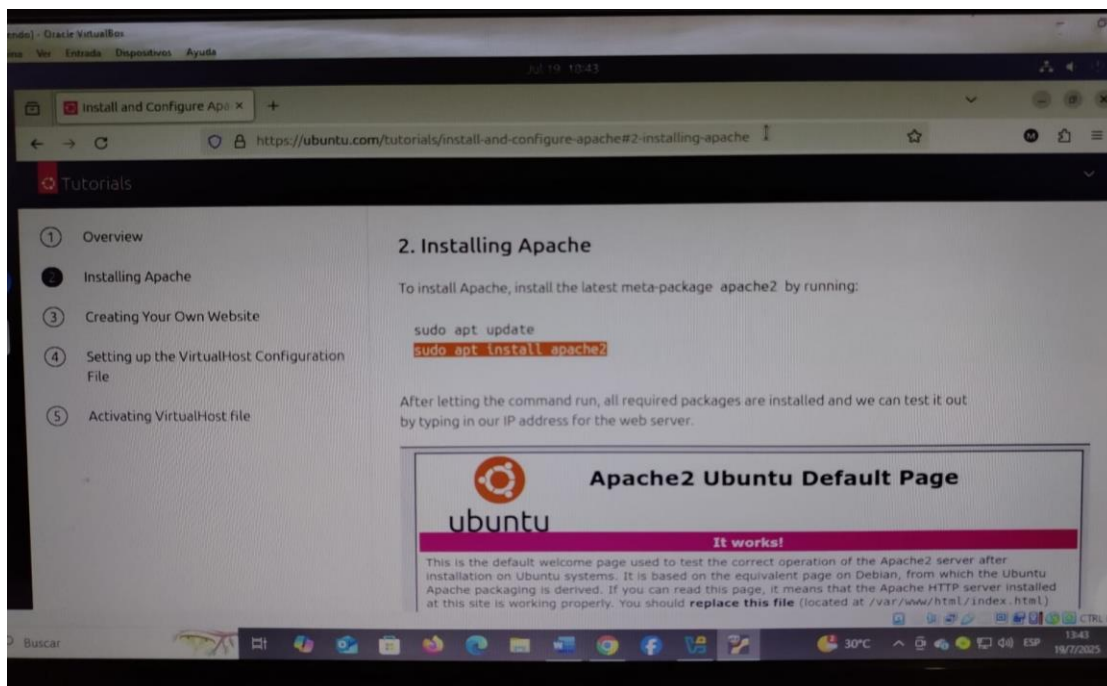 endo] - Oracle VirtualBox
Ver Entrada Dispositivos Ayuda
Jul 19 18:43
Install and Configure Apa
https://ubuntu.com/tutorials/install-and-configure-apache#2-installing-apache
Tutorials
1 Overview
2 Installing Apache
3 Creating Your Own Website
4 Setting up the VirtualHost Configuration
File
5 Activating VirtualHost file
2. Installing Apache
To install Apache, install the latest meta-package apache2 by running:
sudo apt update
sudo apt install apache2
After letting the command run, all required packages are installed and we can test it out
by typing in our IP address for the web server.
ubuntu
Apache2 Ubuntu Default Page
It works!
This is the default welcome page used to test the correct operation of the Apache2 server after
installation on Ubuntu systems. It is based on the equivalent page on Debian, from which the Ubuntu
Apache packaging is derived. If you can read this page, it means that the Apache HTTP server installed
at this site is working properly. You should replace this file (located at /var/www/html/index.html)
CTRL
Buscar
30°C
ESP
13:43
19/7/2025